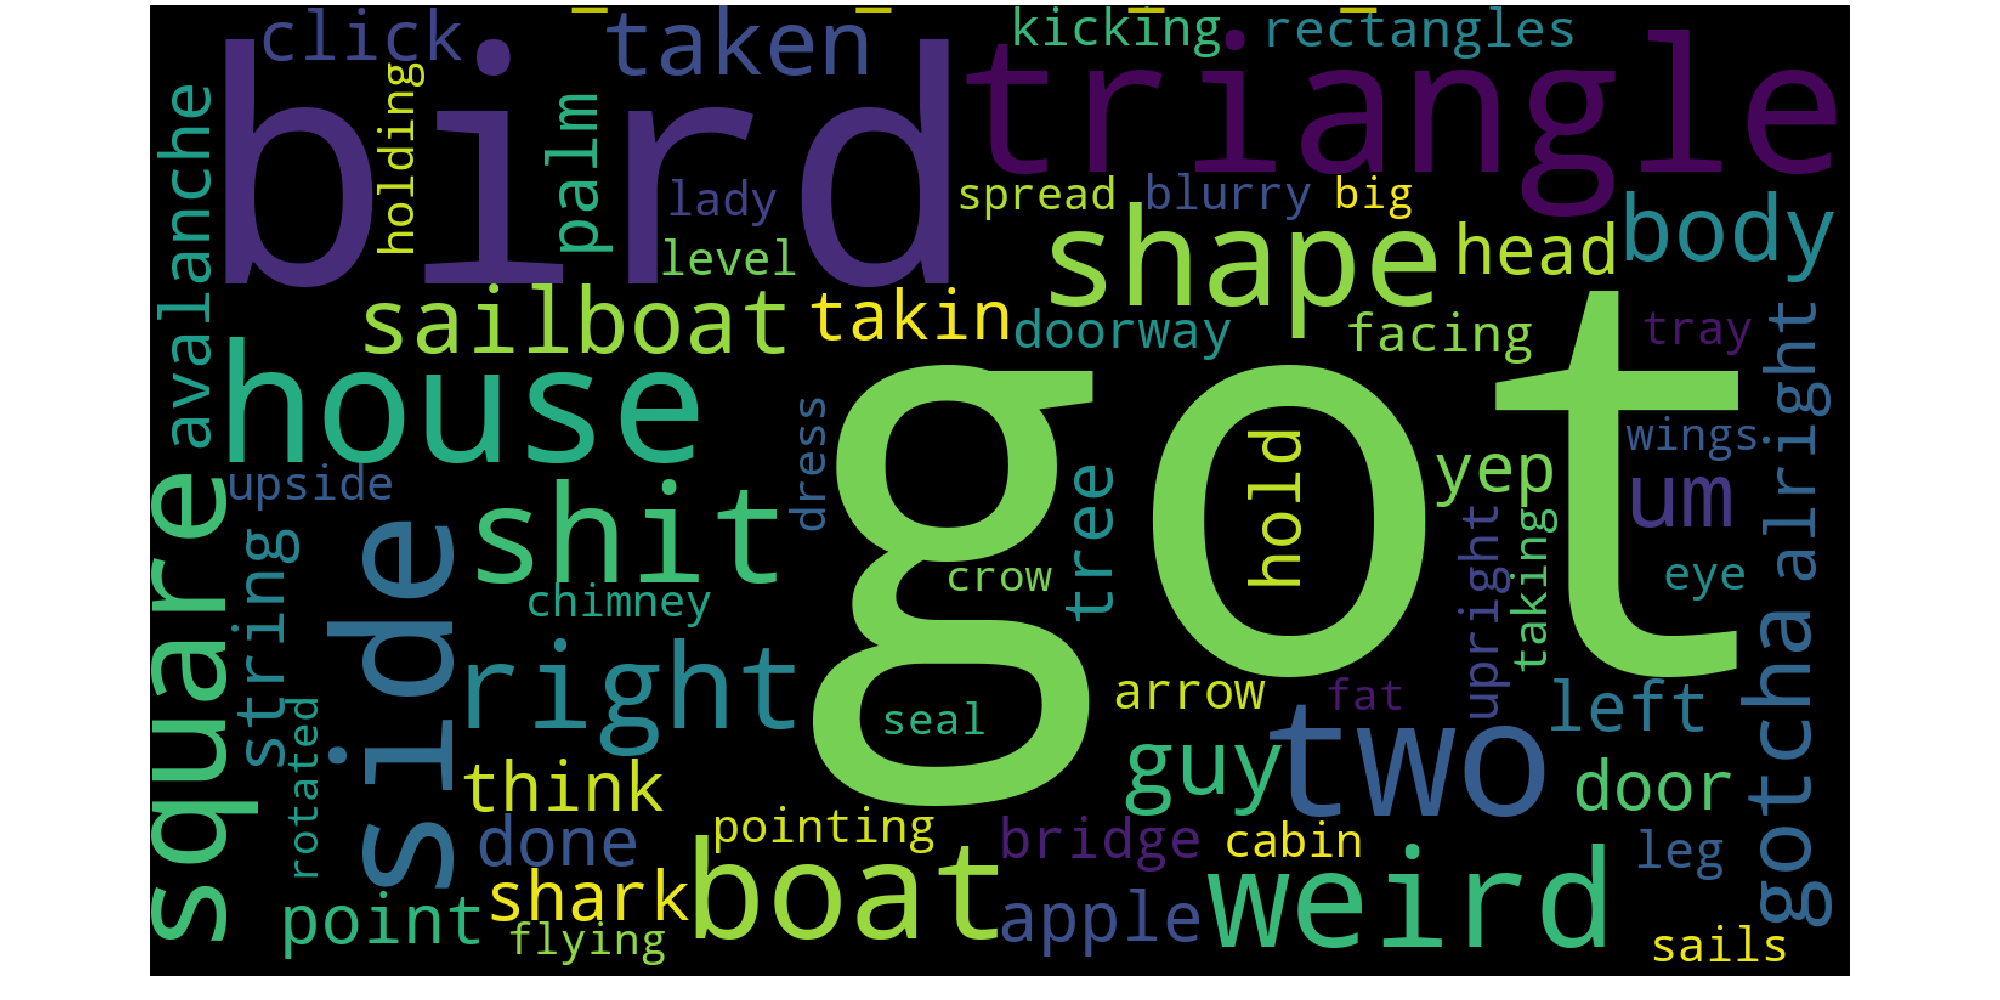 click
taken
kicking
rectangles
bird
triangle
holding
avalanche
palm
lady
spread
blurry
big
level
shape
head
body
sailboat
takin
doorway
facing
tray
alright
house
got
dress
wings
upside
square
side
shit
tree
hold
yep
um
string
chimney
crow
upright
taking
eye
right
seal
arrow
fat
left
gotcha
rotated
think
guy
two
door
done
pointing
bridge
cabin
leg
point
shark
boat
apple
weird
flying
sails